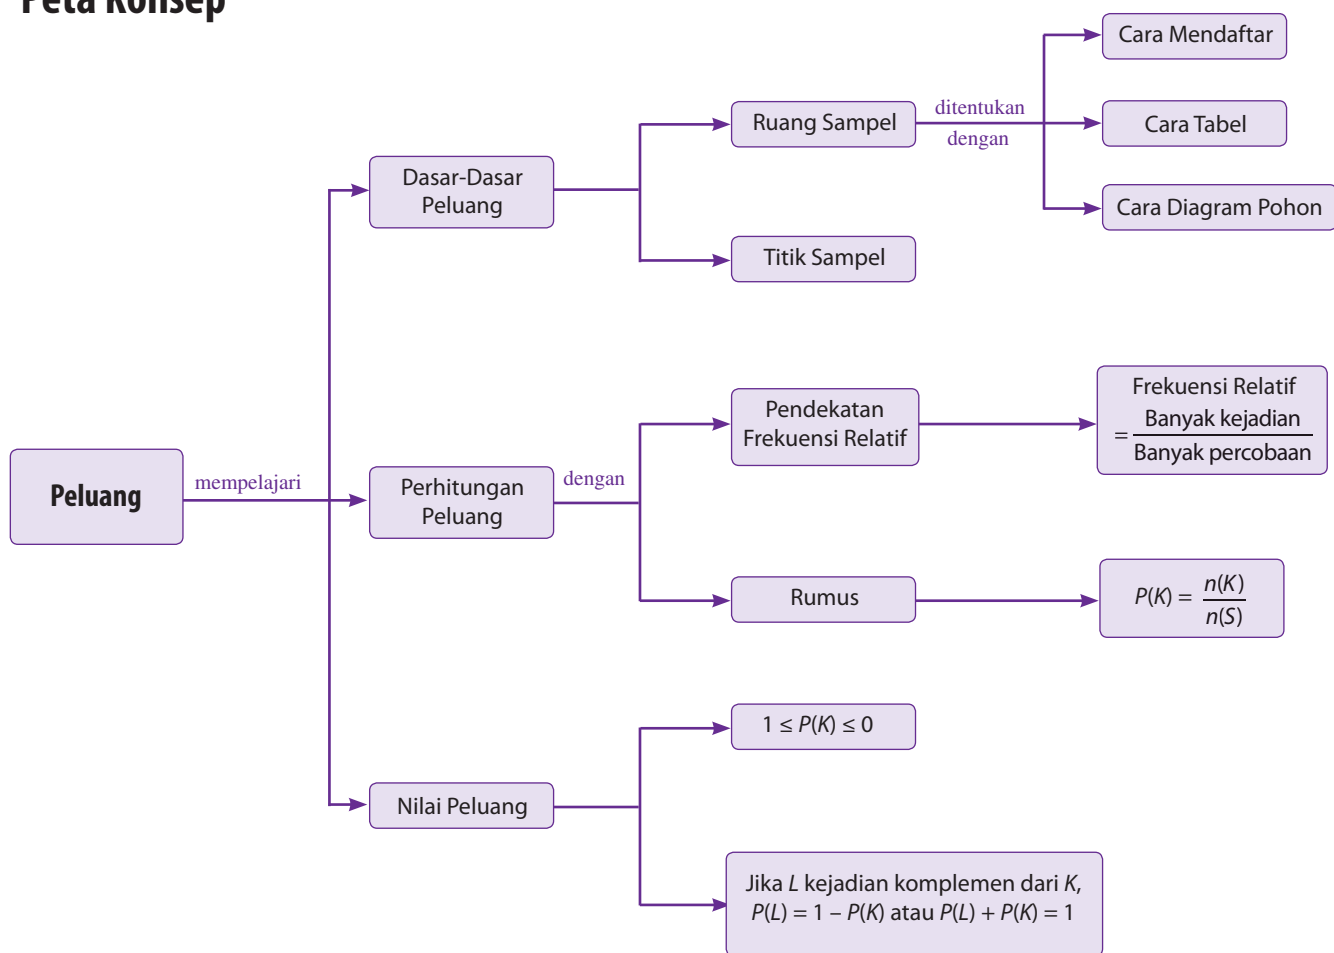 Peta Konsep
Cara Mendaftar
Ruang Sampel
ditentukan
dengan
Cara Tabel
Dasar-Dasar
Peluang
Cara Diagram Pohon
Titik Sampel
Peluang
mempelajari
Perhitungan
Peluang
dengan
Pendekatan
Frekuensi Relatif
Frekuensi Relatif
= Banyak kejadian
Banyak percobaan
Rumus
P(K) = n(K)
n(S)
Nilai Peluang
1 ≤ P(K) ≤ 0
Jika L kejadian komplemen dari K,
P(L) = 1 – P(K) atau P(L) + P(K) = 1